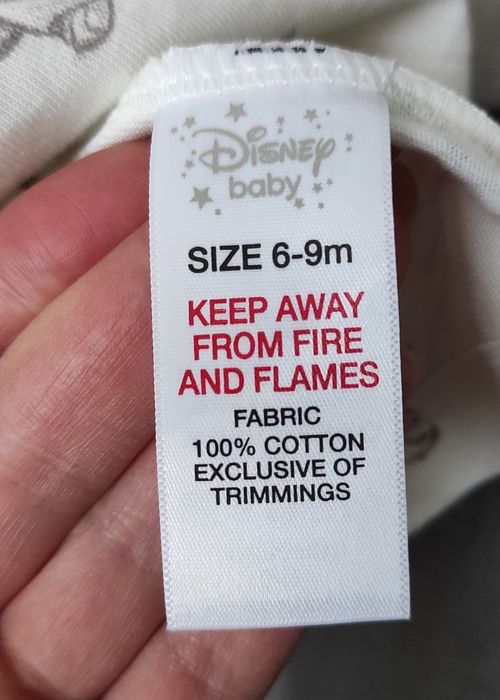 Disney
baby
SIZE 6-9m
KEEP AWAY
FROM FIRE
AND FLAMES
FABRIC
100% COTTON
EXCLUSIVE OF
TRIMMINGS